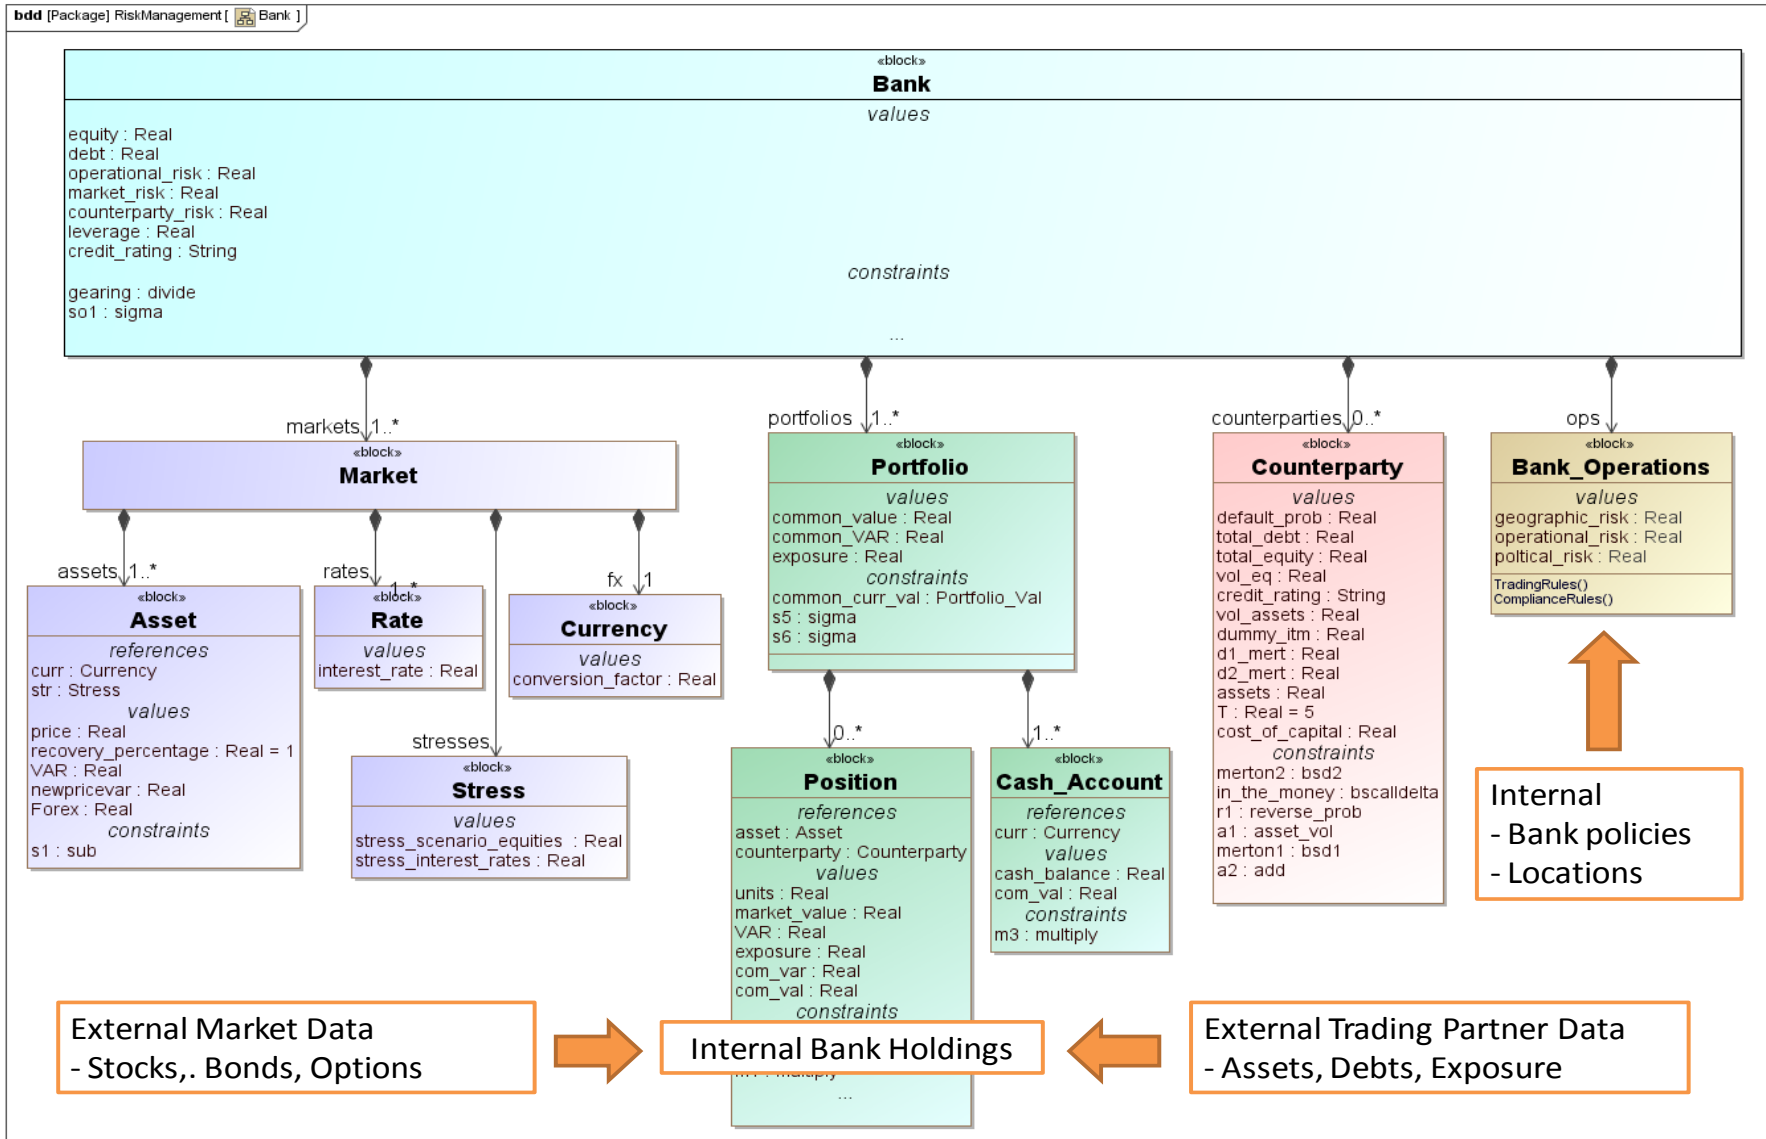 bdd [Package] RiskManagement [ Bank ]
«block»
Bank
values
equity : Real
debt : Real
operational_risk : Real
market_risk : Real
counterparty_risk : Real
leverage : Real
credit_rating : String
constraints
gearing : divide
so1 : sigma
...
markets 1..*
«block»
Market
assets 1..*
«block»
Asset
references
curr : Currency
str : Stress
values
price : Real
recovery_percentage : Real = 1
VAR : Real
newpricevar : Real
Forex : Real
constraints
s1 : sub
rates
1..*
«block»
Rate
values
interest_rate : Real
stresses
«block»
Stress
values
stress_scenario_equities : Real
stress_interest_rates : Real
fx 1
«block»
Currency
values
conversion_factor : Real
portfolios 1..*
«block»
Portfolio
values
common_value : Real
common_VAR : Real
exposure : Real
constraints
common_curr_val : Portfolio_Val
s5 : sigma
s6 : sigma
0..*
«block»
Position
references
asset : Asset
counterparty : Counterparty
values
units : Real
market_value : Real
VAR : Real
exposure : Real
com_var : Real
com_val : Real
constraints
multiply
...
1..*
«block»
Cash_Account
references
curr : Currency
values
cash_balance : Real
com_val : Real
constraints
m3 : multiply
counterparties 0..*
«block»
Counterparty
values
default_prob : Real
total_debt : Real
total_equity : Real
vol_eq : Real
credit_rating : String
vol_assets : Real
dummy_itm : Real
d1_mert : Real
d2_mert : Real
assets : Real
T : Real = 5
cost_of_capital : Real
constraints
merton2 : bsd2
in_the_money : bscalldelta
r1 : reverse_prob
a1 : asset_vol
merton1 : bsd1
a2 : add
ops
«block»
Bank_Operations
values
geographic_risk : Real
operational_risk : Real
poltical_risk : Real
TradingRules()
ComplianceRules()
Internal
- Bank policies
- Locations
External Market Data
- Stocks,. Bonds, Options
Internal Bank Holdings
External Trading Partner Data
- Assets, Debts, Exposure